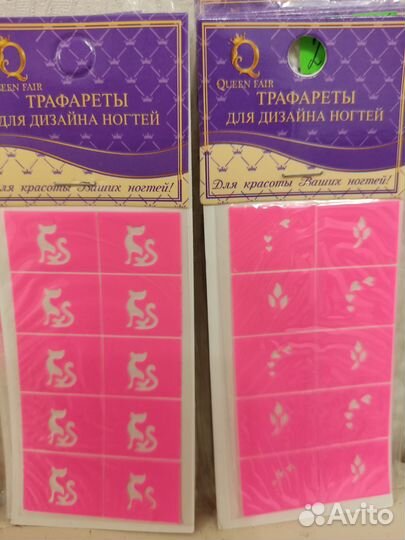 QUEEN FAIR
ТРАФАРЕТЫ
ДЛЯ ДИЗАЙНА НОГТЕЙ
Для красоты Ваших ногтей!
2
QUEEN FAIR
ТРАФАРЕТЫ
ДЛЯ ДИЗАЙНА НОГТЕЙ
Для красоты Ваших ногтей!
Avito